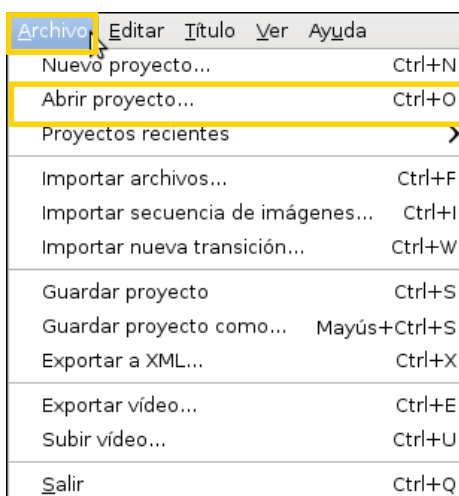 Archivo Editar Título Ver Ayuda
Nuevo proyecto... Ctrl+N
Abrir proyecto... Ctrl+O
Proyectos recientes
Importar archivos... Ctrl+F
Importar secuencia de imágenes... Ctrl+I
Importar nueva transición... Ctrl+W
Guardar proyecto Ctrl+S
Guardar proyecto como... Mayús+Ctrl+S
Exportar a XML... Ctrl+X
Exportar vídeo... Ctrl+E
Subir vídeo... Ctrl+U
Salir Ctrl+Q